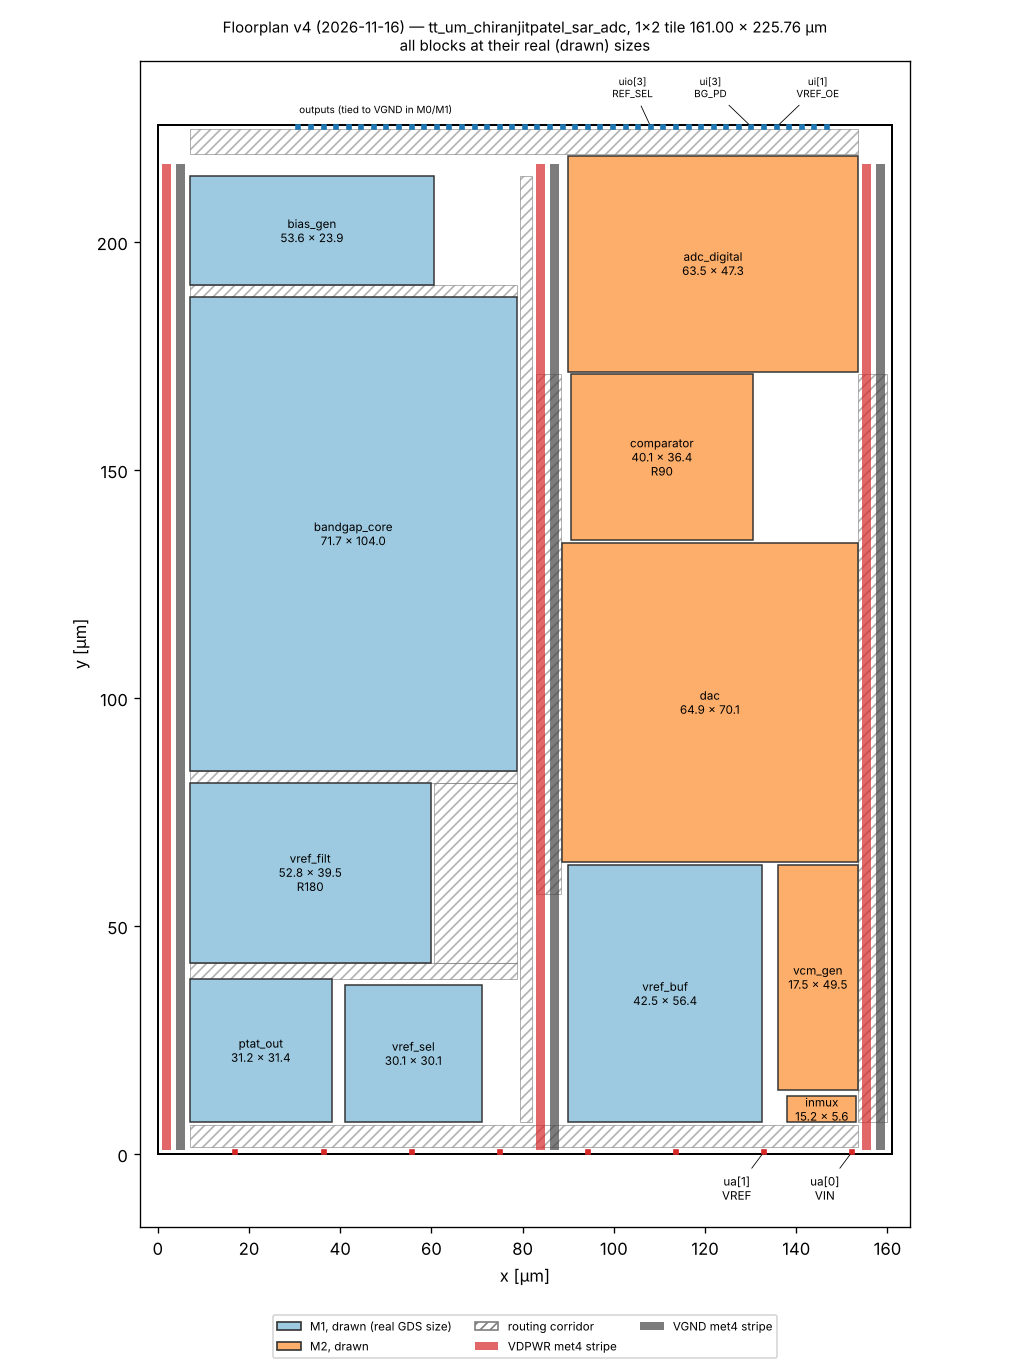 Floorplan v4 (2026-11-16) — tt_um_chiranjitpatel_sar_adc, 1×2 tile 161.00 × 225.76 μm
all blocks at their real (drawn) sizes
uio[3]
REF_SEL
ui[3]
BG_PD
ui[1]
VREF_OE
outputs (tied to VGND in M0/M1)
bias_gen
53.6 × 23.9
adc_digital
63.5 × 47.3
comparator
40.1 × 36.4
R90
bandgap_core
71.7 × 104.0
dac
64.9 × 70.1
vref_filt
52.8 × 39.5
R180
vcm_gen
17.5 × 49.5
vref_buf
42.5 × 56.4
ptat_out
31.2 × 31.4
vref_sel
30.1 × 30.1
inmux
15.2 × 5.6
ua[1]
VREF
ua[0]
VIN
200
150
100
50
0
y [μm]
0 20 40 60 80 100 120 140 160
x [μm]
M1, drawn (real GDS size)
M2, drawn
routing corridor
VDPWR met4 stripe
VGND met4 stripe